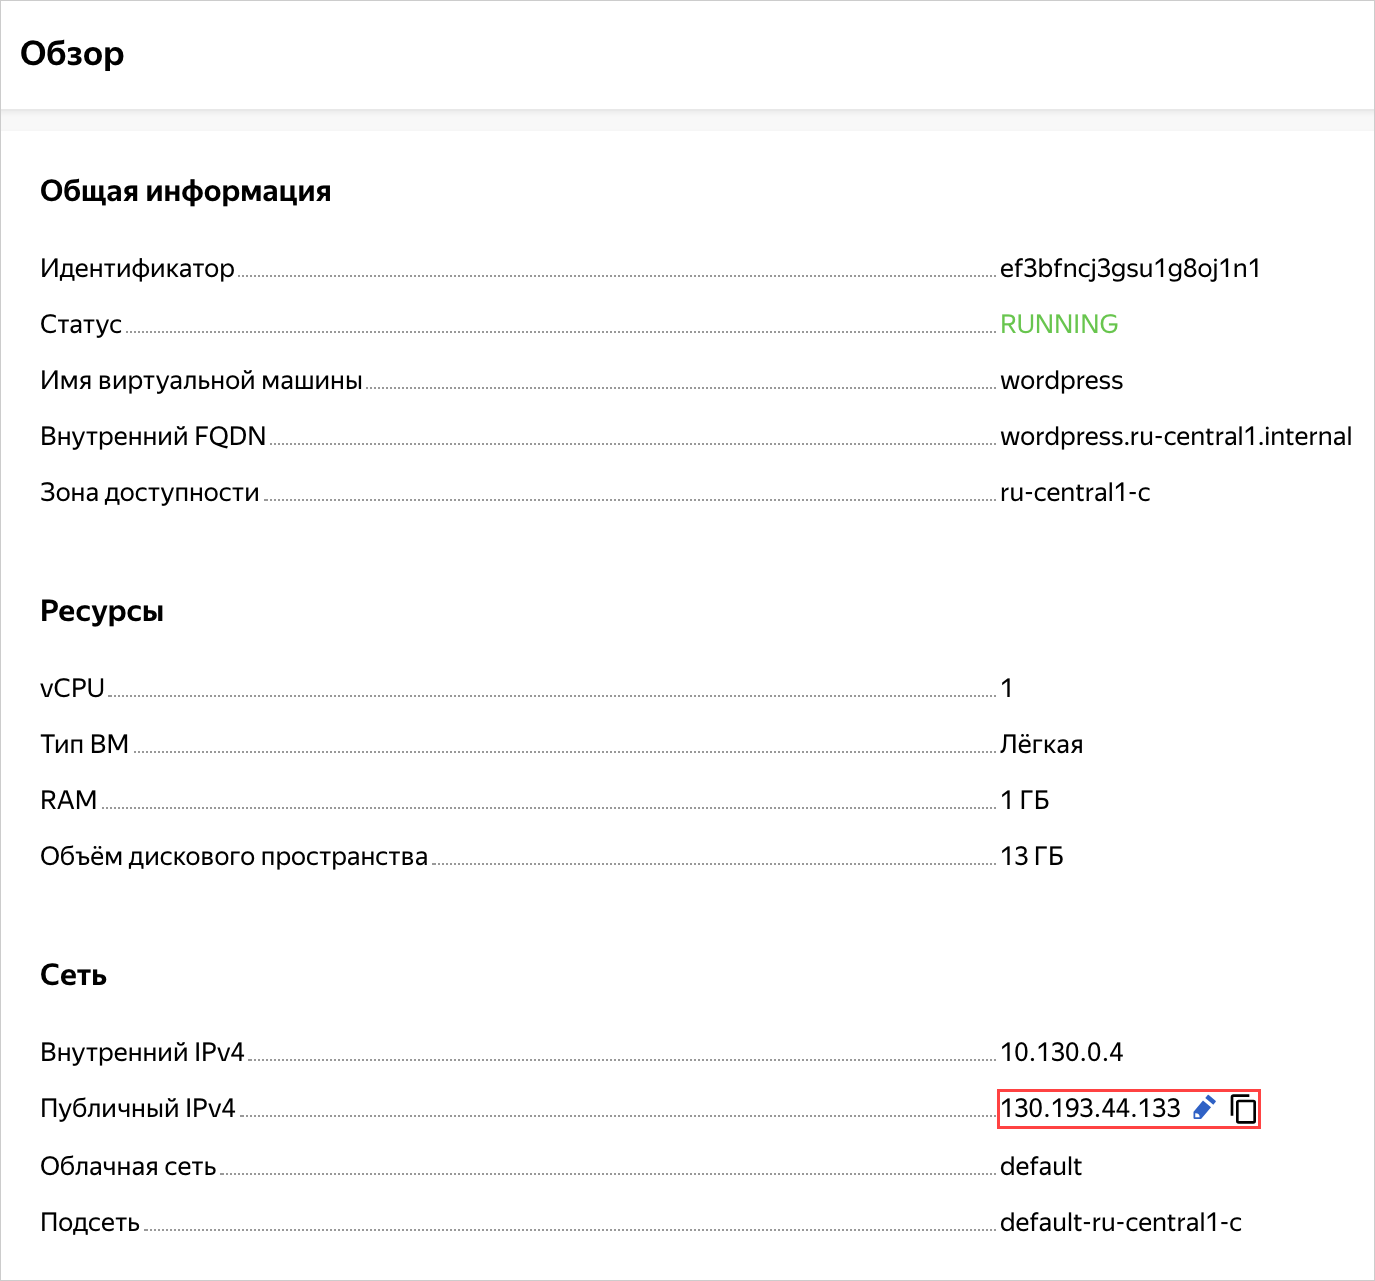 Обзор
Общая информация
Идентификатор ef3bfncj3gsu1g8oj1n1
Статус RUNNING
Имя виртуальной машины wordpress
Внутренний FQDN wordpress.ru-central1.internal
Зона доступности ru-central1-c
Ресурсы
vCPU 1
Тип ВМ Лёгкая
RAM 1 ГБ
Объём дискового пространства 13 ГБ
Сеть
Внутренний IPv4 10.130.0.4
Публичный IPv4 130.193.44.133
Облачная сеть default
Подсеть default-ru-central1-c